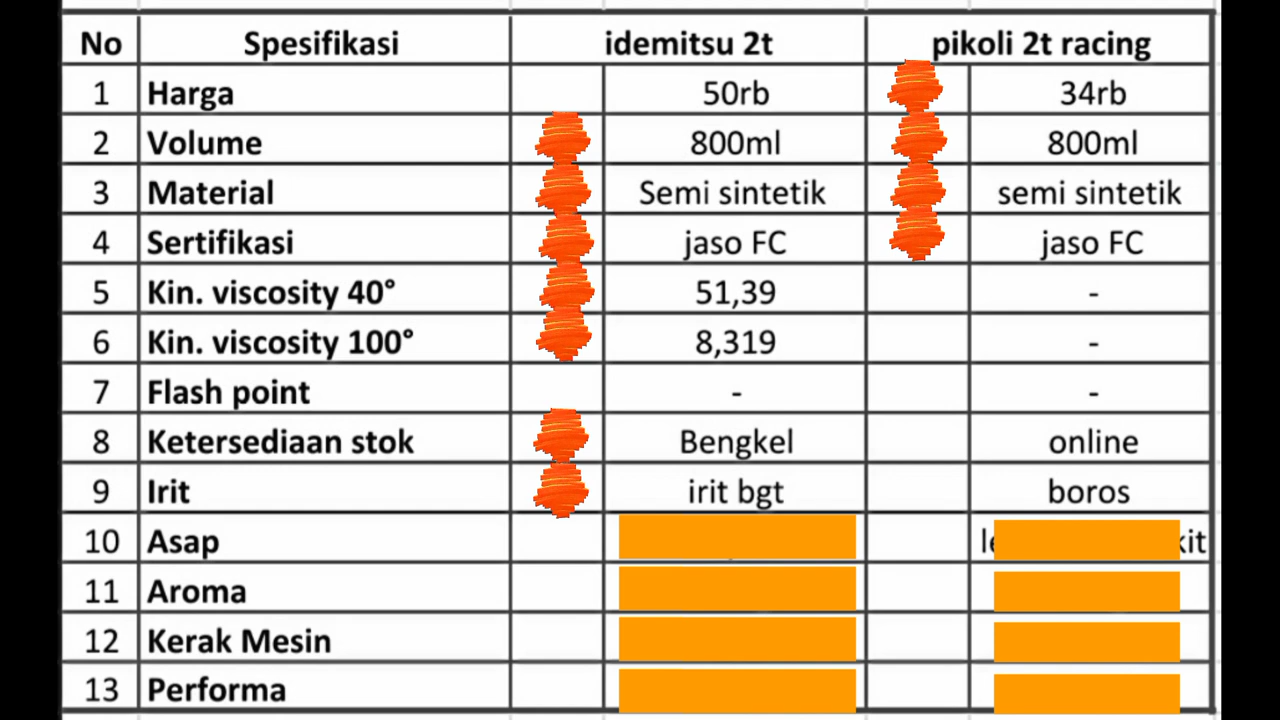 No Spesifikasi idemitsu 2t pikoli 2t racing
1 Harga 50rb 34rb
2 Volume 800ml 800ml
3 Material Semi sintetik semi sintetik
4 Sertifikasi jaso FC jaso FC
5 Kin. viscosity 40° 51,39 -
6 Kin. viscosity 100° 8,319 -
7 Flash point - -
8 Ketersediaan stok Bengkel online
9 Irit irit bgt boros
10 Asap
11 Aroma
12 Kerak Mesin
13 Performa